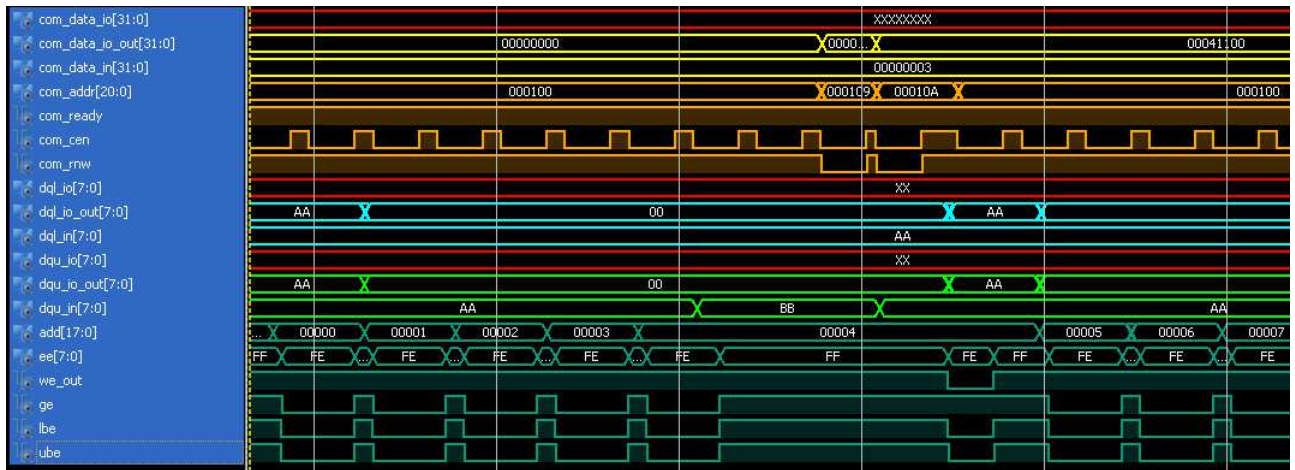 com_data_io[31:0] XXXXXXXX
com_data_io_out[31:0] 00000000 0000... 00041100
com_data_in[31:0] 00000003
com_addr[20:0] 000100 000109 00010A 000100
com_ready
com_cen
com_rnw
dql_io[7:0] XX
dql_io_out[7:0] AA 00 AA
dql_in[7:0] AA
dqu_io[7:0] XX
dqu_io_out[7:0] AA 00 AA
dqu_in[7:0] AA BB AA
add[17:0] ... 00000 00001 00002 00003 00004 00005 00006 00007
ee[7:0] FF FE ... FE ... FE ... FE ... FE FF FE FF FE ... FE ... FE
we_out
ge
lbe
ube